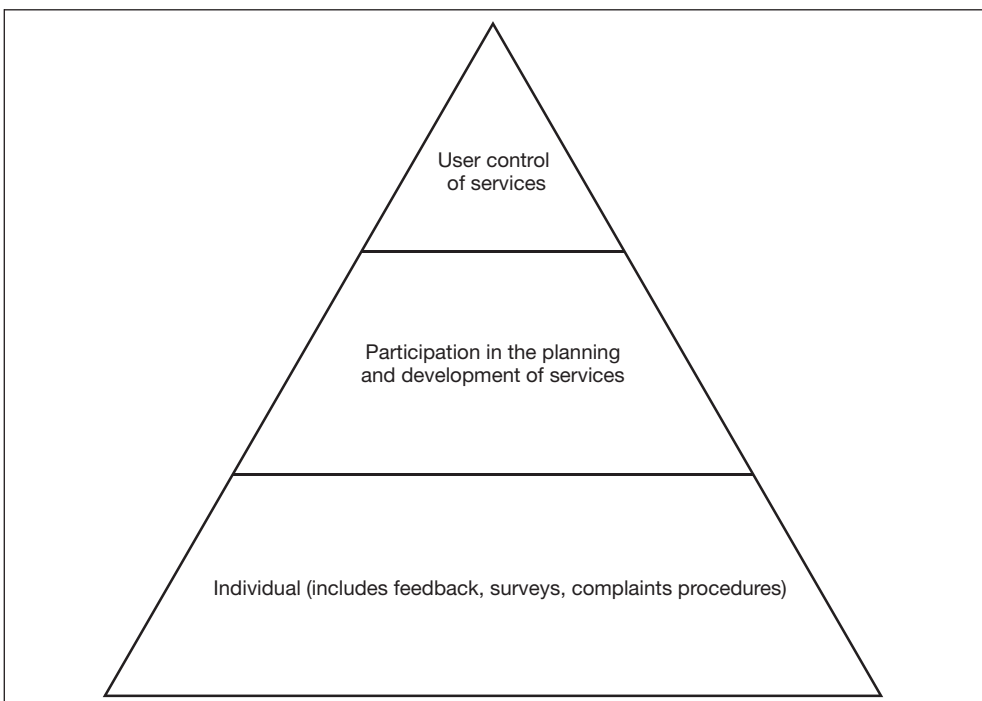 User control
of services
Participation in the planning
and development of services
Individual (includes feedback, surveys, complaints procedures)